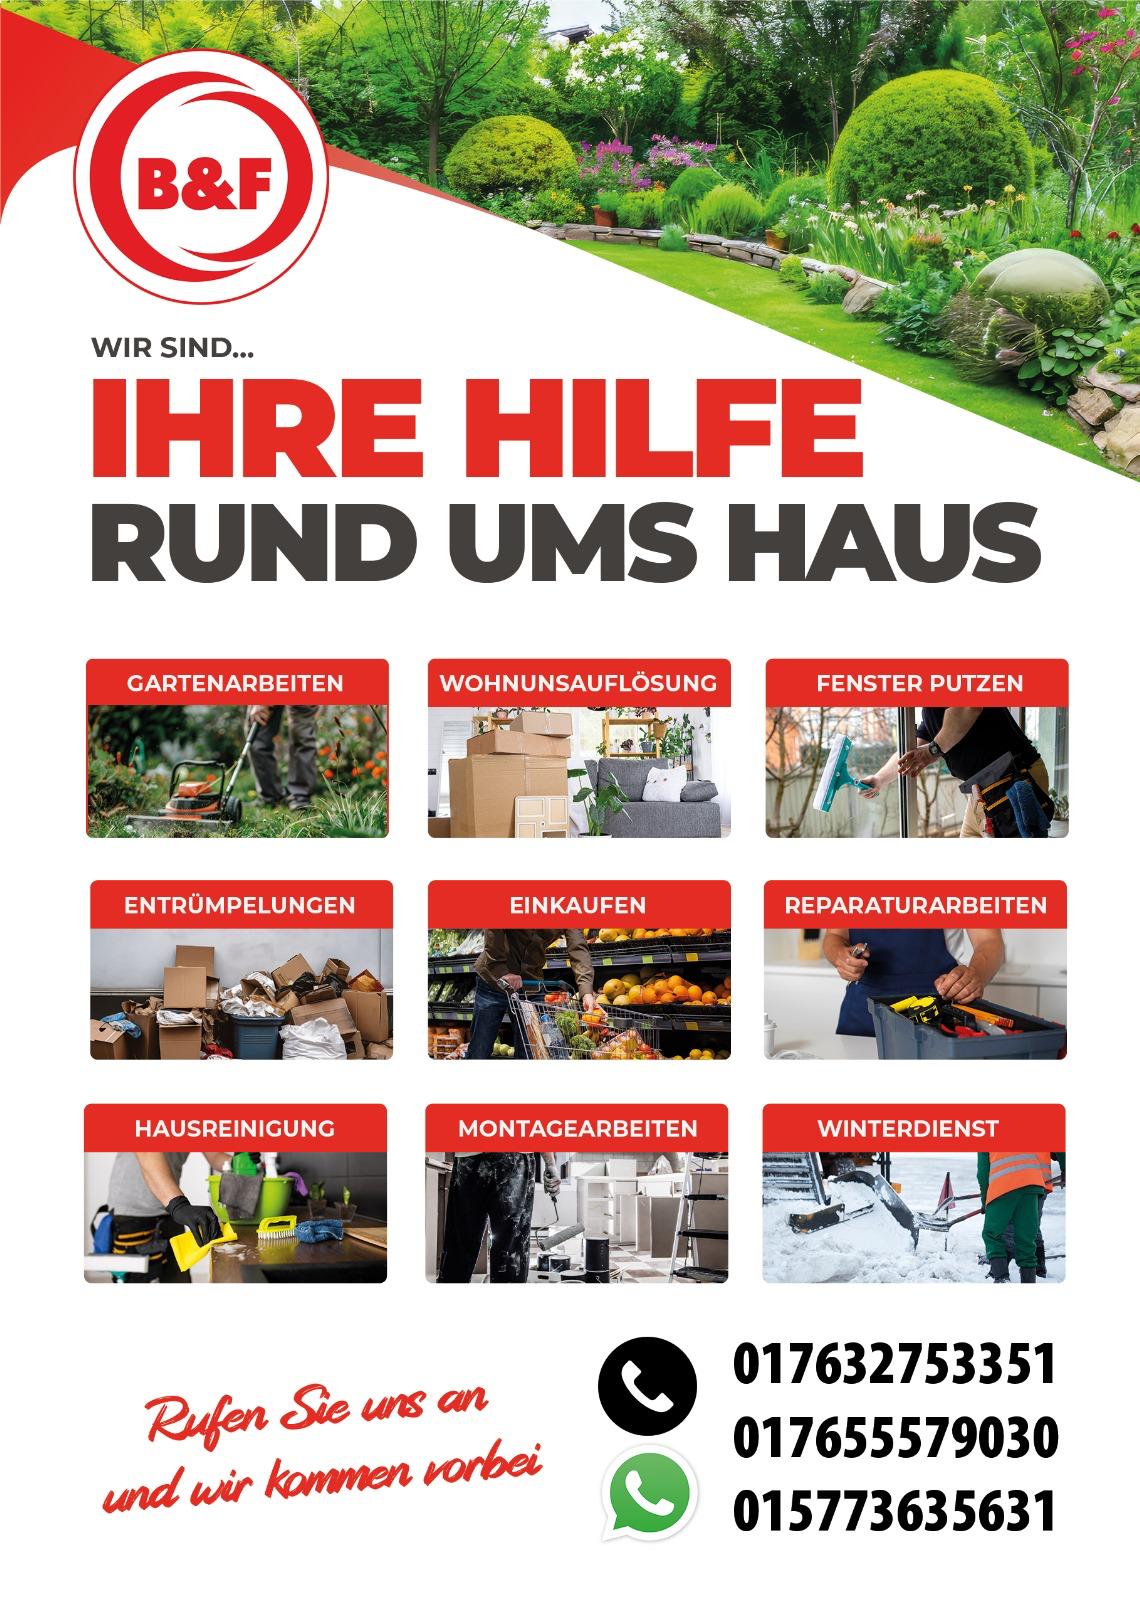 B&F
WIR SIND...
IHRE HILFE
RUND UMS HAUS
GARTENARBEITEN
WOHNUNSAUFLÖSUNG
FENSTER PUTZEN
ENTRÜMPELUNGEN
EINKAUFEN
REPARATURARBEITEN
HAUSREINIGUNG
MONTAGEARBEITEN
WINTERDIENST
Rufen Sie uns an
und wir kommen vorbei
017632753351
017655579030
015773635631